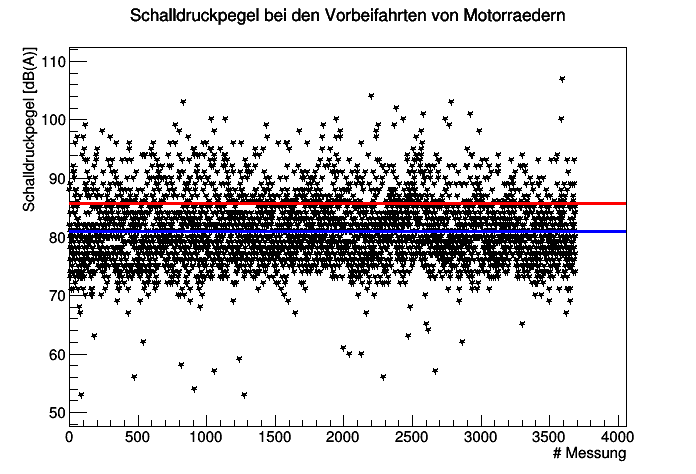 Schalldruckpegel bei den Vorbeifahrten von Motorraedern
Schalldruckpegel [dB(A)]
110
100
90
80
70
60
50
0 500 1000 1500 2000 2500 3000 3500 4000
# Messung